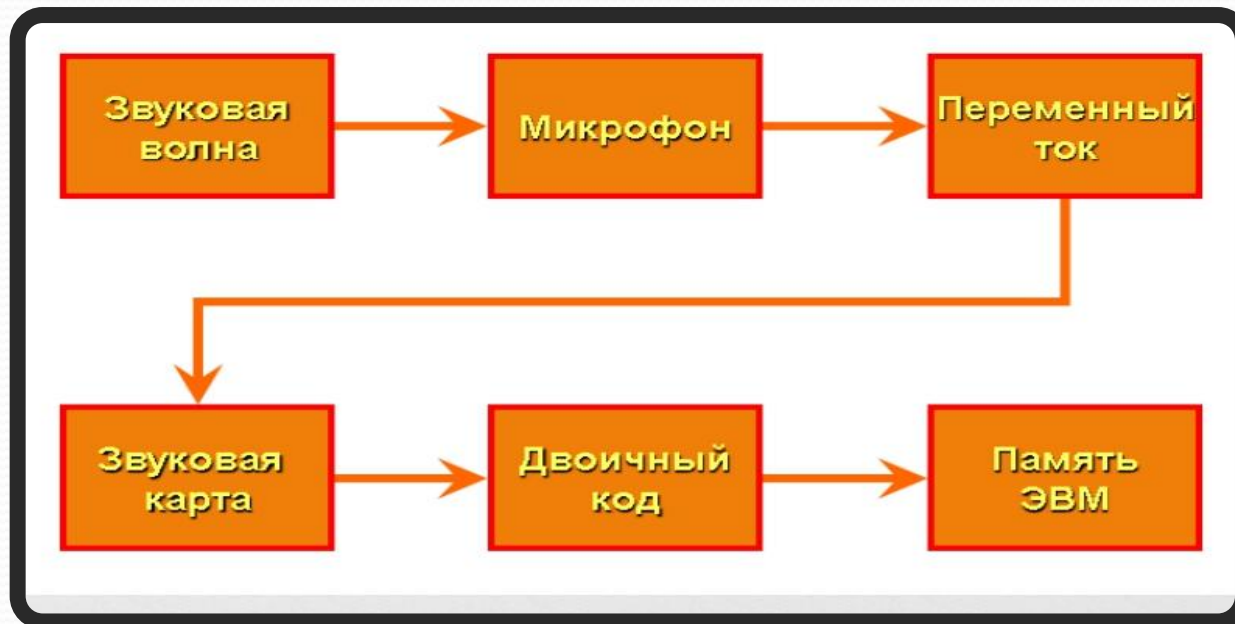 Звуковая
волна
Микрофон
Переменный
ток
Звуковая
карта
Двоичный
код
Память
ЭВМ